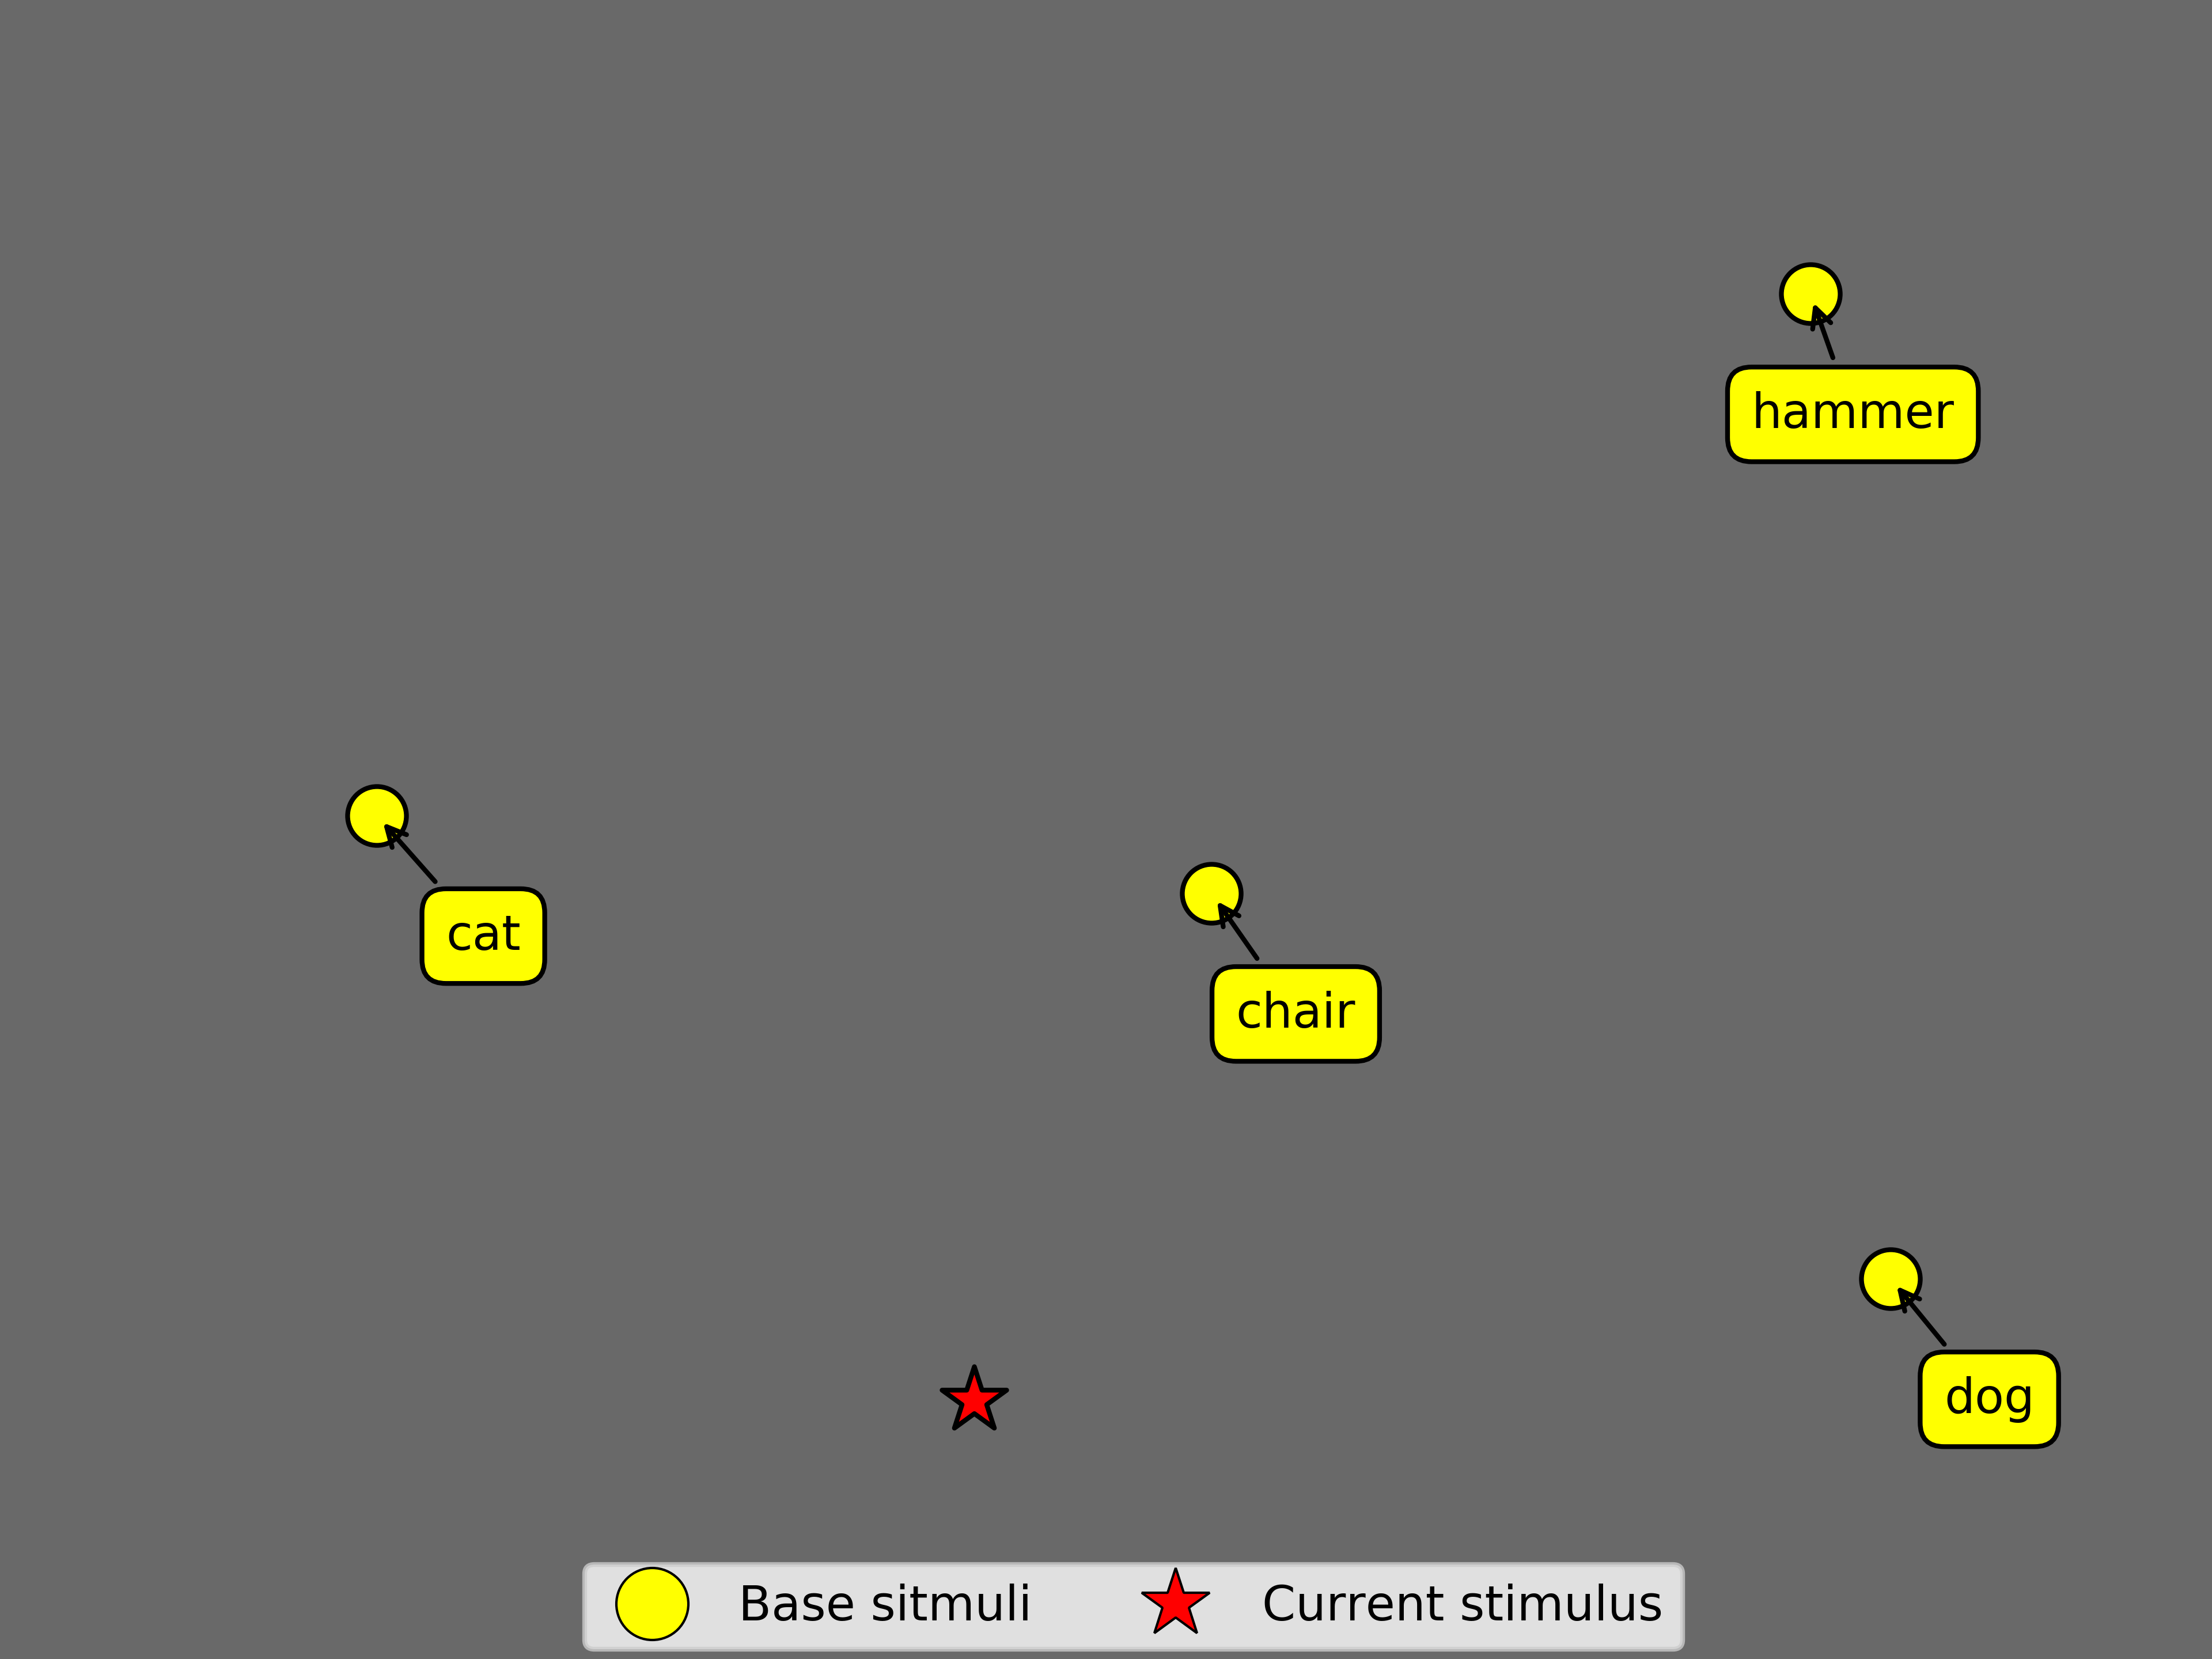 hammer
cat
chair
dog
Base sitmuli
Current stimulus